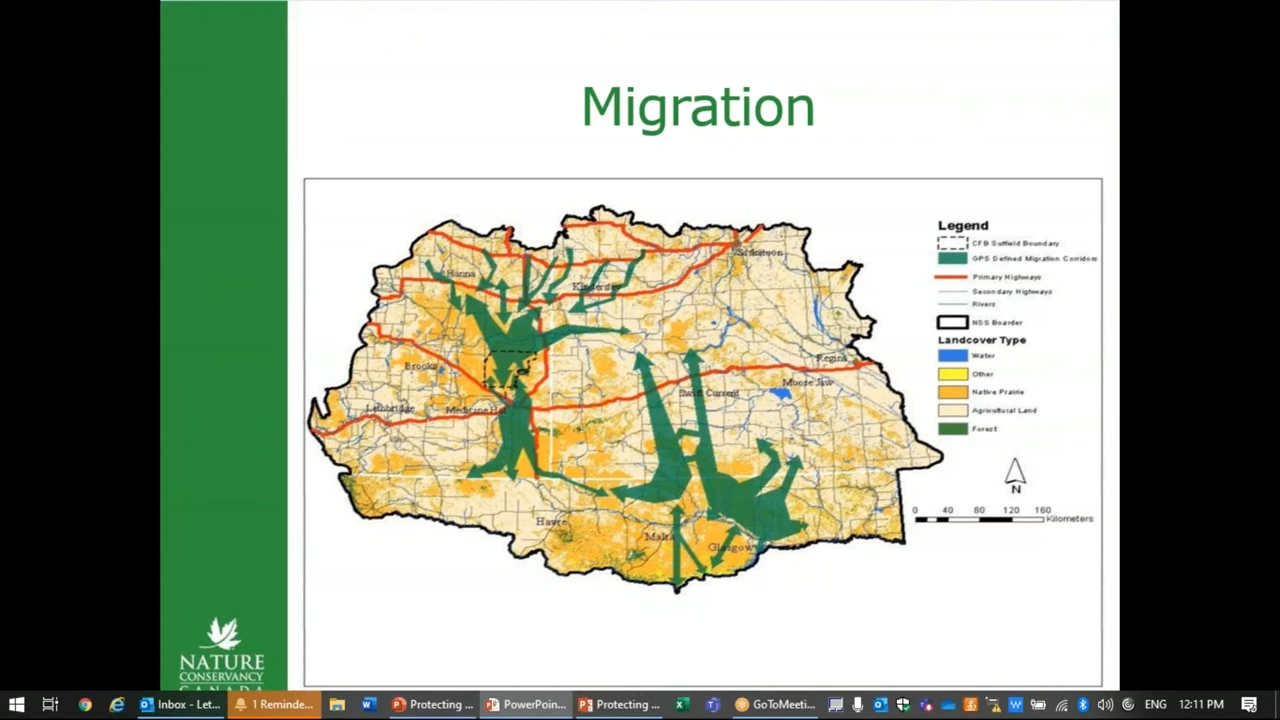 Migration
Legend
CFB Suffield Boundary
GPS Defined Migration Corridors
Primary Highways
Secondary Highways
Rivers
NSS Boarder
Landcover Type
Water
Other
Native Prairie
Agricultural Land
Forest
N
0 40 80 120 160
Kilometers
Saskatoon
Hanna
Kindersley
Brooks
Regina
Moose Jaw
Swift Current
Lethbridge
Medicine Hat
Havre
Malta
Glasgow
NATURE
CONSERVANCY
CANADA
Inbox - Let...
1 Reminde...
Protecting ...
PowerPoin...
Protecting ...
GoToMeeti...
ENG
12:11 PM